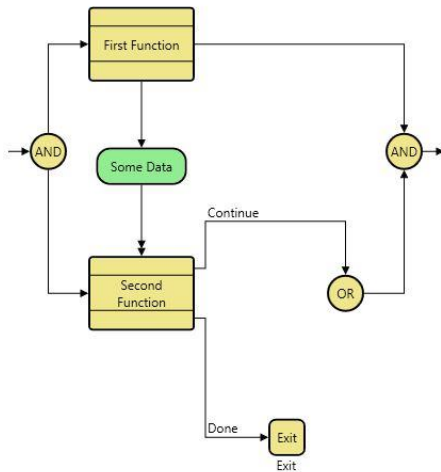 First Function
AND
AND
Some Data
Continue
Second
Function
OR
Done
Exit
Exit